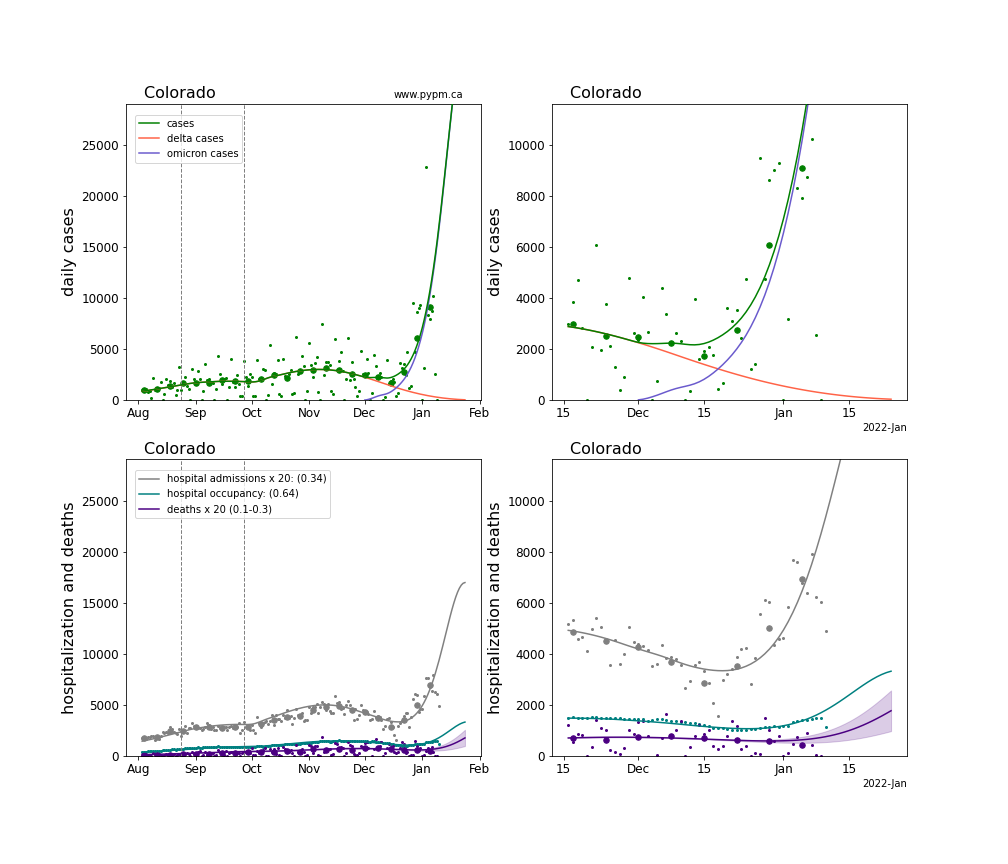 Colorado
www.pypm.ca
daily cases
25000
20000
15000
10000
5000
0
cases
delta cases
omicron cases
Aug Sep Oct Nov Dec Jan Feb
Colorado
daily cases
10000
8000
6000
4000
2000
0
15 Dec 15 Jan 15
2022-Jan
Colorado
hospitalization and deaths
25000
20000
15000
10000
5000
0
hospital admissions x 20: (0.34)
hospital occupancy: (0.64)
deaths x 20 (0.1-0.3)
Aug Sep Oct Nov Dec Jan Feb
Colorado
hospitalization and deaths
10000
8000
6000
4000
2000
0
15 Dec 15 Jan 15
2022-Jan